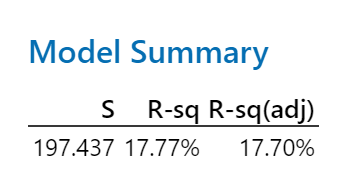 Model Summary
S R-sq R-sq(adj)
197.437 17.77% 17.70%